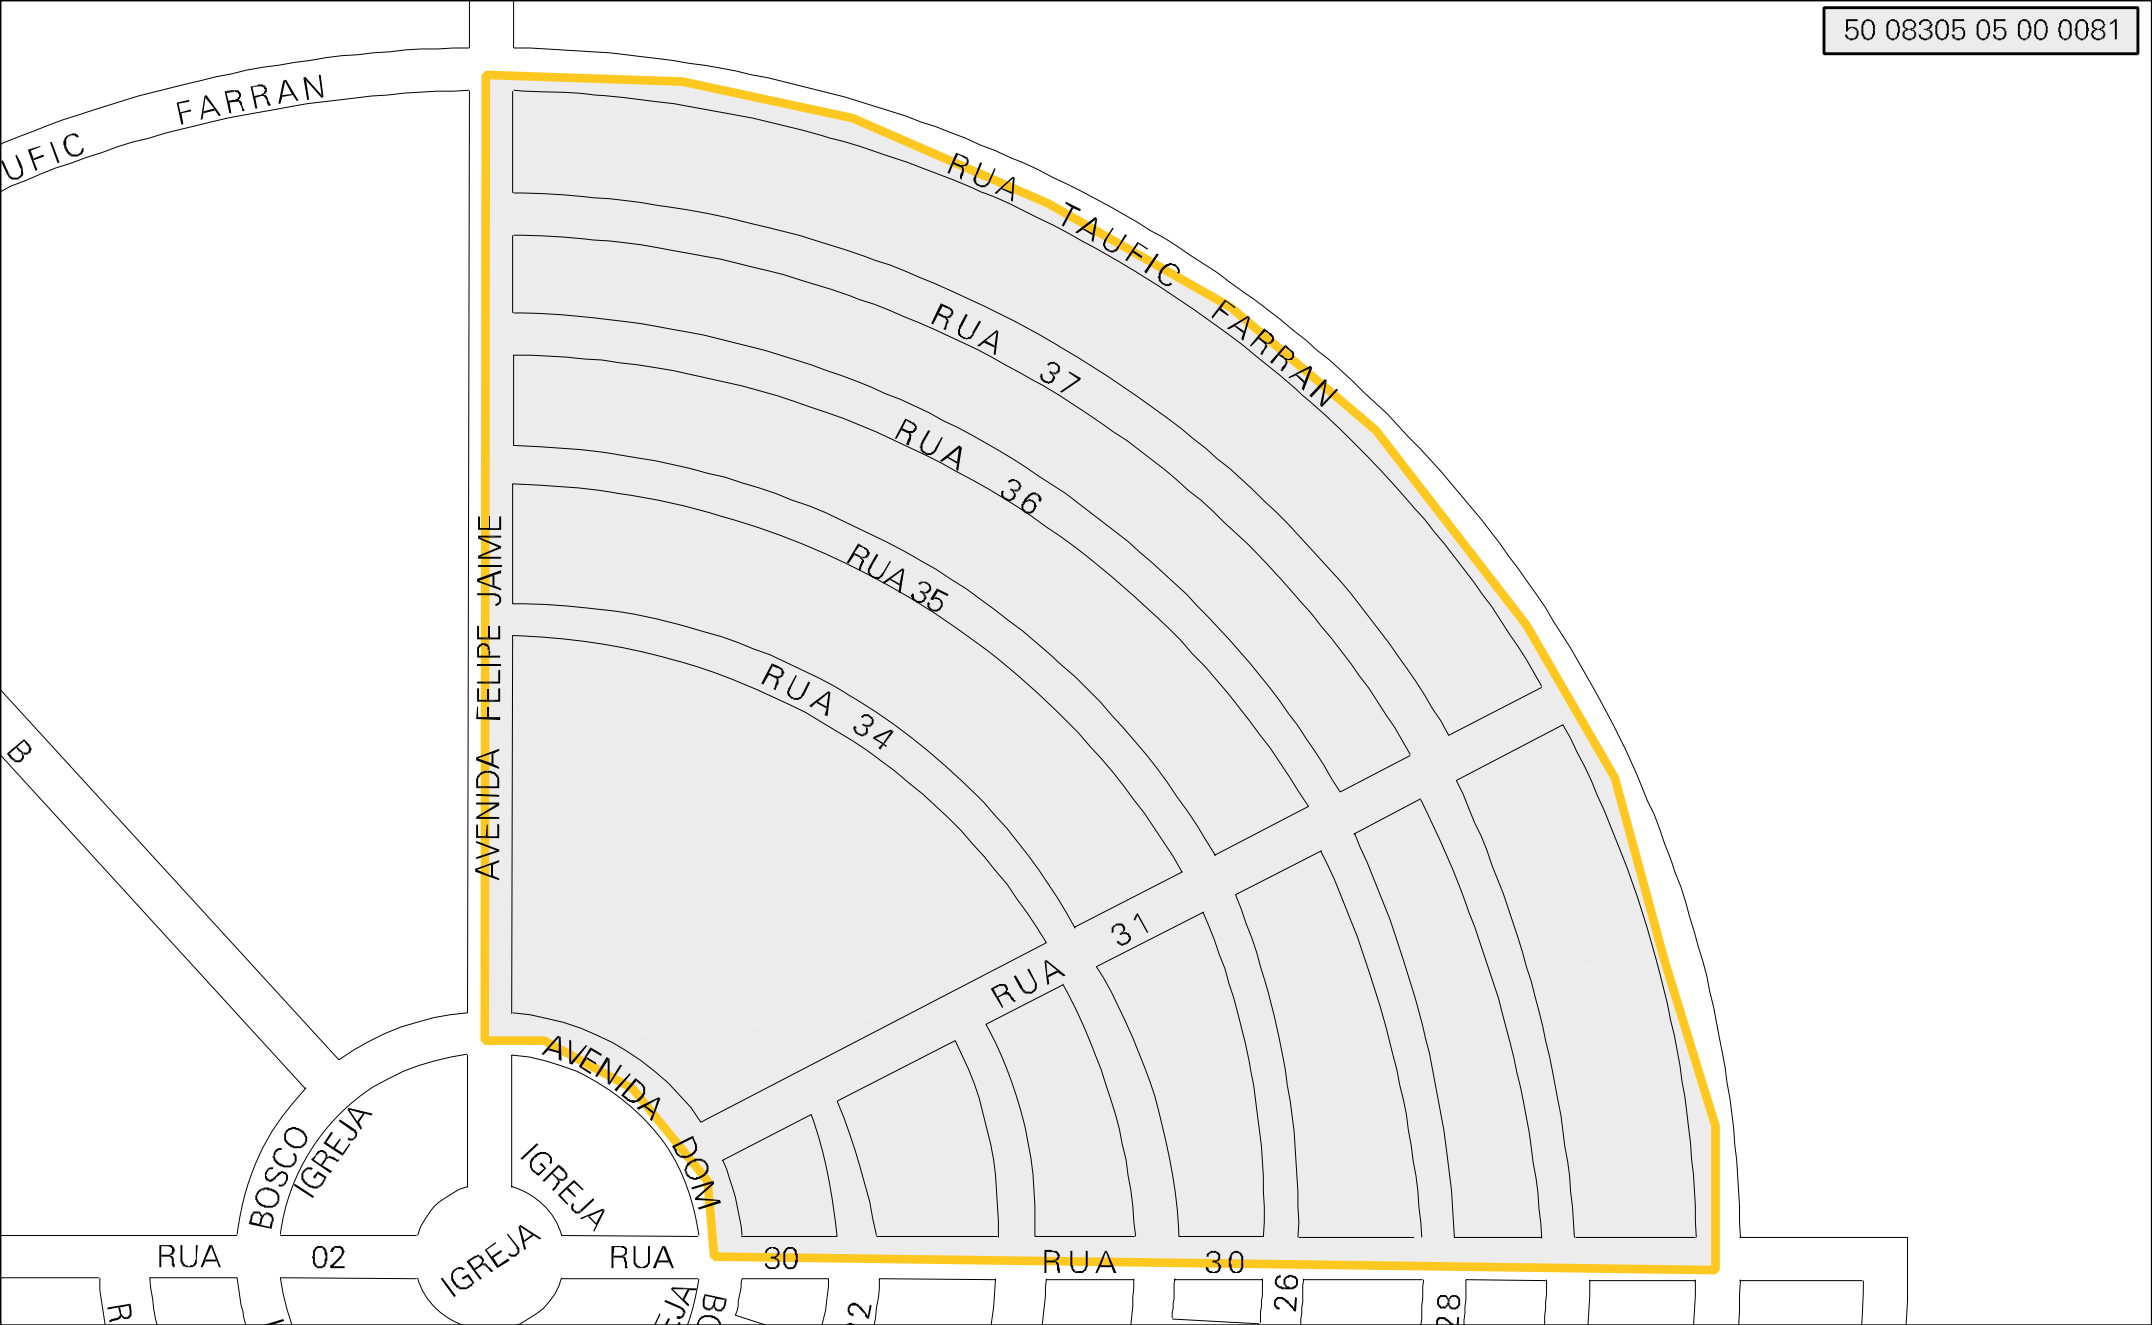 50 08305 05 00 0081
UFIC FARRAN
RUA TAUFIC FARRAN
RUA 37
RUA 36
RUA 35
RUA 34
AVENIDA FELIPE JAIME
B
RUA 31
AVENIDA DOM
BOSCO
IGREJA
IGREJA
IGREJA
RUA 02
RUA 30
RUA 30
26
28
R
EJA